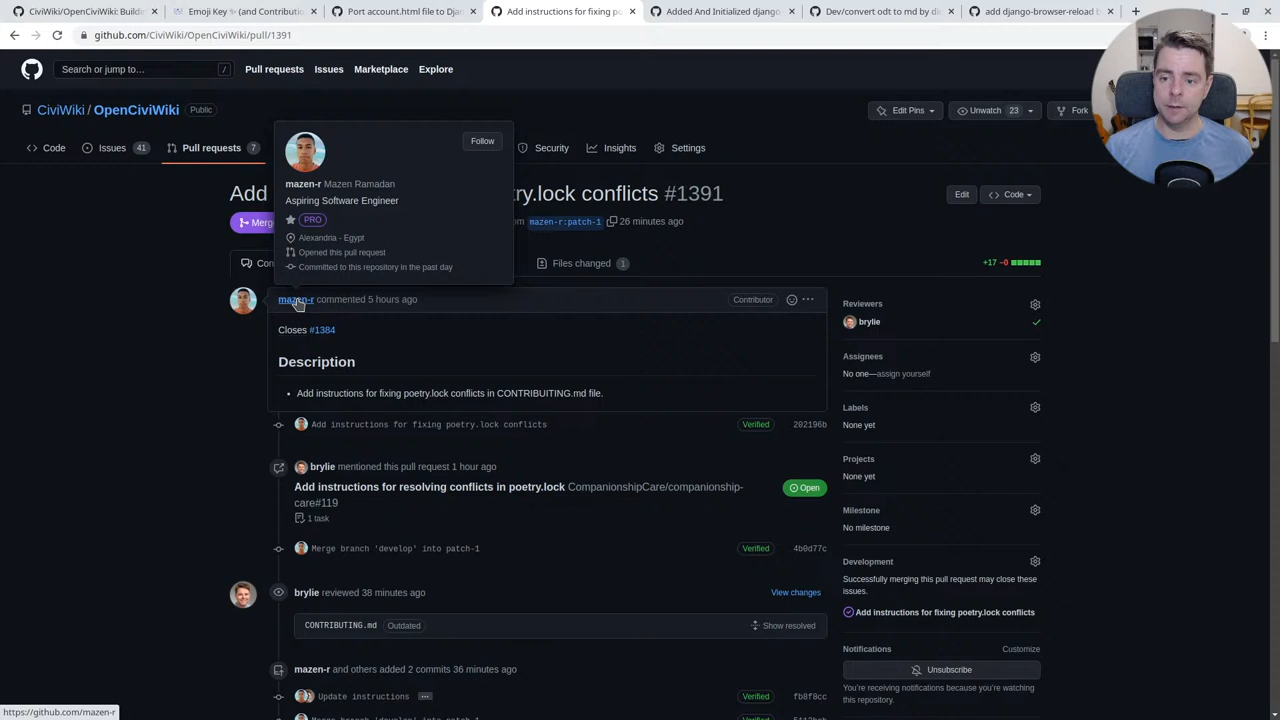 CiviWiki/OpenCiviWiki: Buildin
Emoji Key ✨ (and Contribution
Port account.html file to Djan
Add instructions for fixing po
Added And Initialized django
Dev/convert odt to md by di
add django-browser-reload b
github.com/CiviWiki/OpenCiviWiki/pull/1391
Search or jump to…
/
Pull requests
Issues
Marketplace
Explore
CiviWiki / OpenCiviWiki
Public
Edit Pins
Unwatch 23
Fork
Code
Issues 41
Pull requests 7
Security
Insights
Settings
Follow
mazen-r Mazen Ramadan
Aspiring Software Engineer
PRO
Alexandria - Egypt
Opened this pull request
Committed to this repository in the past day
Add
ry.lock conflicts #1391
Edit
Code
Merg
om
mazen-r:patch-1
26 minutes ago
Con
Files changed 1
+17 −0
mazen-r commented 5 hours ago
Contributor
Closes #1384
Description
Add instructions for fixing poetry.lock conflicts in CONTRIBUITING.md file.
Add instructions for fixing poetry.lock conflicts
Verified
202196b
brylie mentioned this pull request 1 hour ago
Add instructions for resolving conflicts in poetry.lock CompanionshipCare/companionship-
care#119
Open
1 task
Merge branch 'develop' into patch-1
Verified
4b0d77c
brylie reviewed 38 minutes ago
View changes
CONTRIBUTING.md
Outdated
Show resolved
mazen-r and others added 2 commits 36 minutes ago
Update instructions
Verified
fb8f8cc
Reviewers
brylie
Assignees
No one—assign yourself
Labels
None yet
Projects
None yet
Milestone
No milestone
Development
Successfully merging this pull request may close these
issues.
Add instructions for fixing poetry.lock conflicts
Notifications
Customize
Unsubscribe
You're receiving notifications because you're watching
this repository.
https://github.com/mazen-r